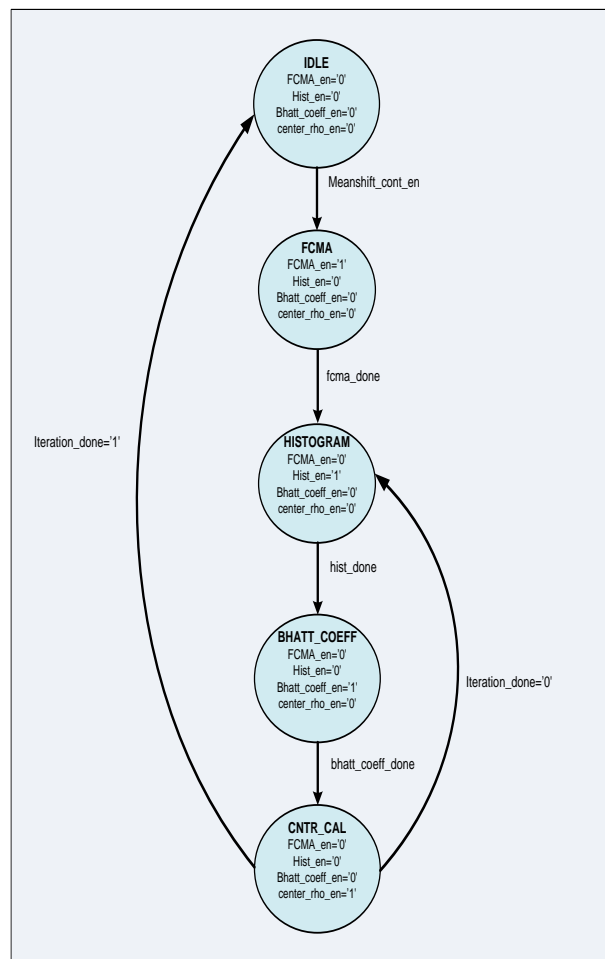 IDLE
FCMA_en='0'
Hist_en='0'
Bhatt_coeff_en='0'
center_rho_en='0'
Meanshift_cont_en
FCMA
FCMA_en='1'
Hist_en='0'
Bhatt_coeff_en='0'
center_rho_en='0'
fcma_done
Iteration_done='1'
HISTOGRAM
FCMA_en='0'
Hist_en='1'
Bhatt_coeff_en='0'
center_rho_en='0'
hist_done
BHATT_COEFF
FCMA_en='0'
Hist_en='0'
Bhatt_coeff_en='1'
center_rho_en='0'
Iteration_done='0'
bhatt_coeff_done
CNTR_CAL
FCMA_en='0'
Hist_en='0'
Bhatt_coeff_en='0'
center_rho_en='1'